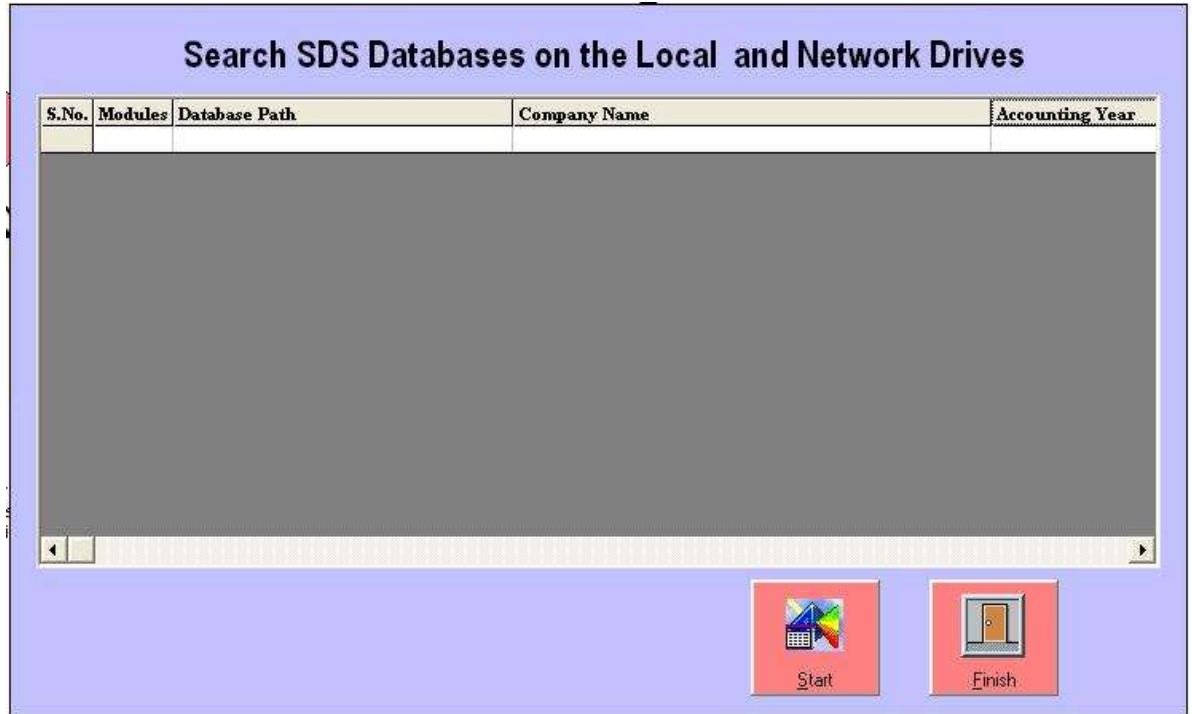 Search SDS Databases on the Local and Network Drives
S.No. Modules Database Path Company Name Accounting Year
Start Finish